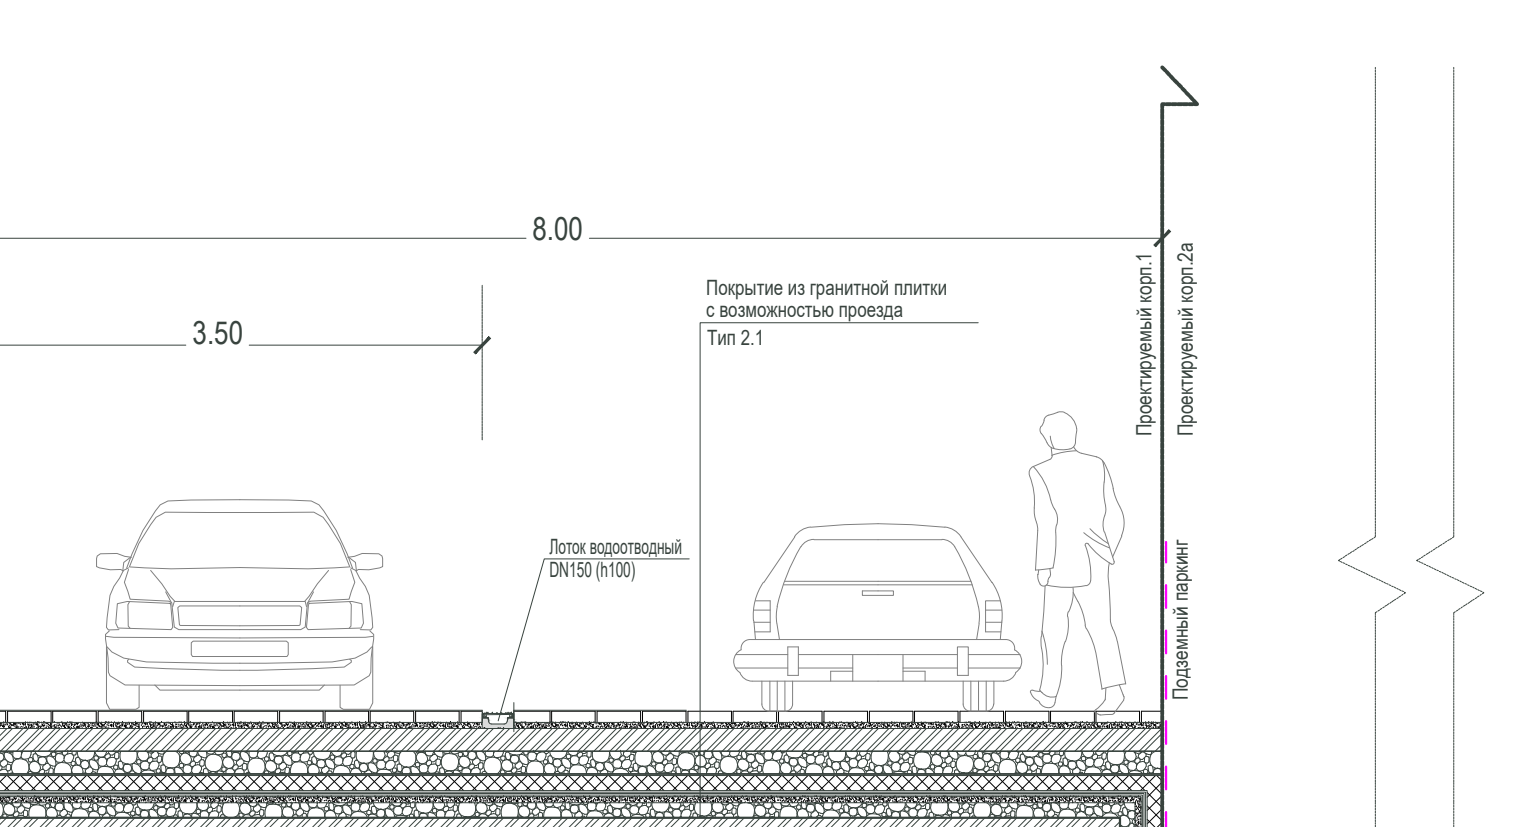 8.00
3.50
Покрытие из гранитной плитки
с возможностью проезда
Тип 2.1
Проектируемый корп.1
Проектируемый корп.2а
Лоток водоотводный
DN150 (h100)
Подземный паркинг